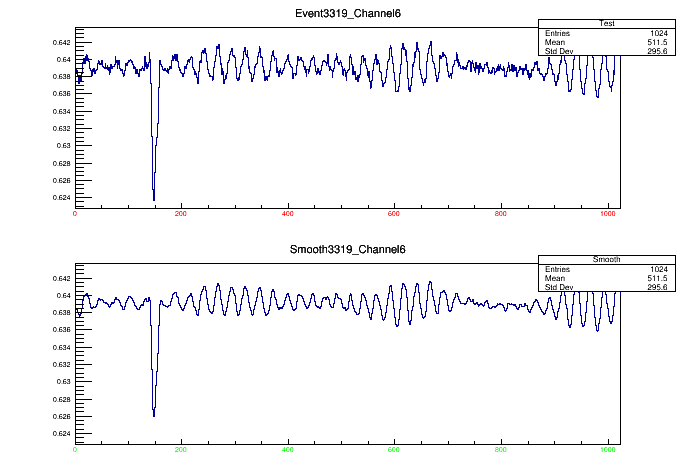 Event3319_Channel6
Test
Entries 1024
Mean 511.5
Std Dev 295.6
0.642
0.64
0.638
0.636
0.634
0.632
0.63
0.628
0.626
0.624
0 200 400 600 800 1000
Smooth3319_Channel6
Smooth
Entries 1024
Mean 511.5
Std Dev 295.6
0.642
0.64
0.638
0.636
0.634
0.632
0.63
0.628
0.626
0.624
0 200 400 600 800 1000